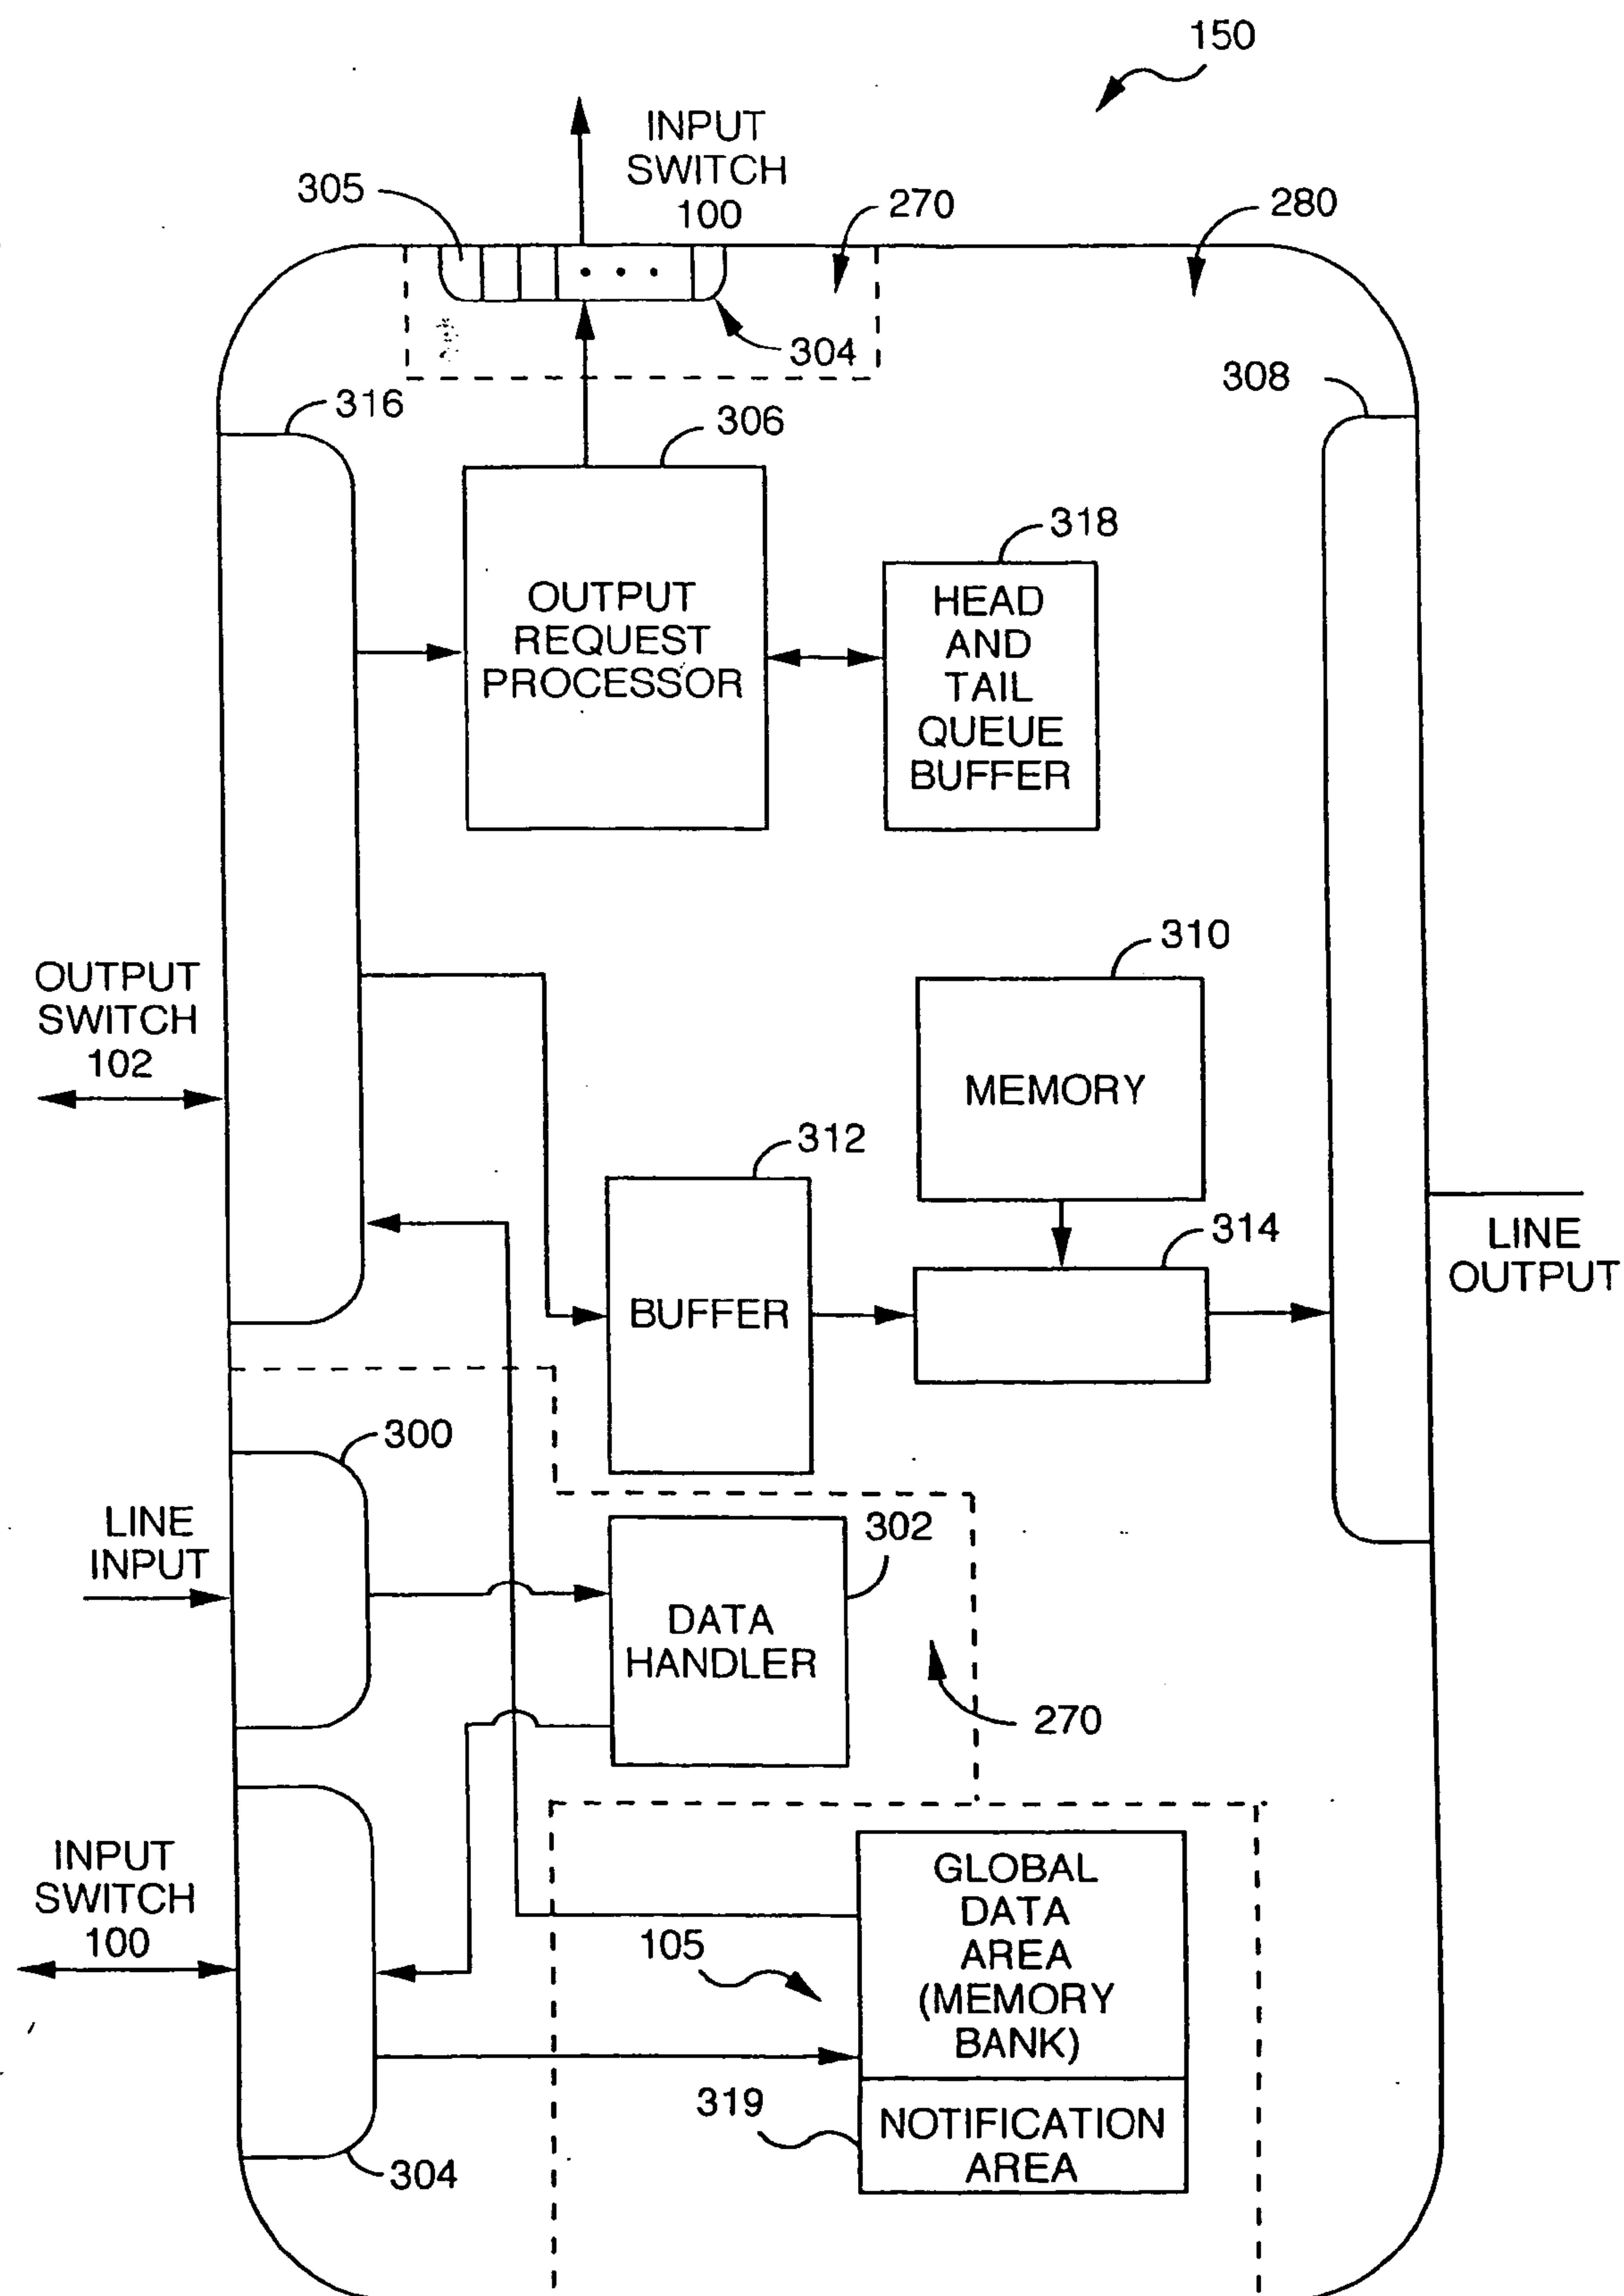 150
INPUT
SWITCH
100
305
270
280
304
316
306
308
318
OUTPUT
REQUEST
PROCESSOR
HEAD
AND
TAIL
QUEUE
BUFFER
310
OUTPUT
SWITCH
102
MEMORY
312
314
LINE
OUTPUT
BUFFER
300
LINE
INPUT
302
DATA
HANDLER
270
INPUT
SWITCH
100
GLOBAL
DATA
AREA
(MEMORY
BANK)
105
319
NOTIFICATION
AREA
304